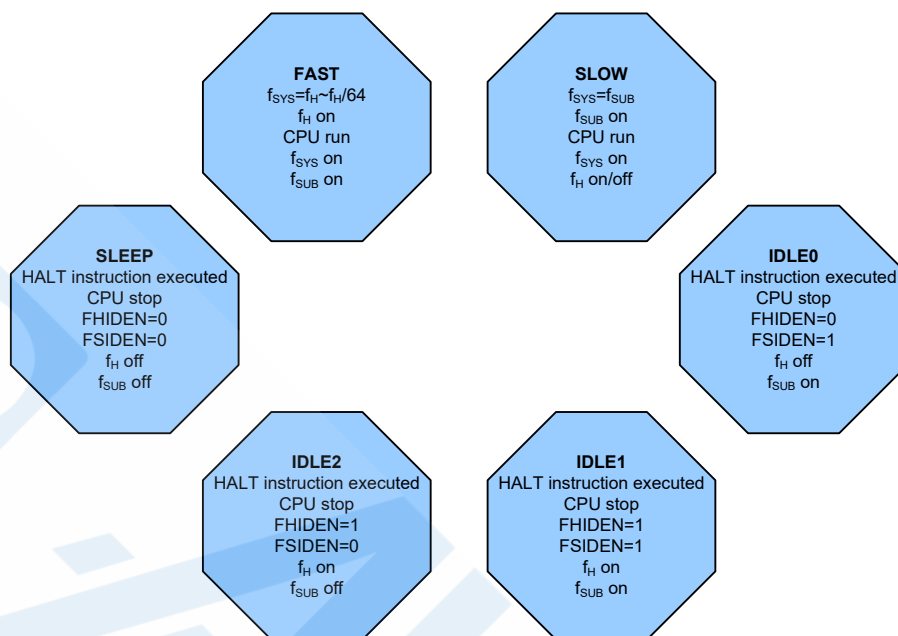 FAST
fSYS=fH~fH/64
fH on
CPU run
fSYS on
fSUB on
SLOW
fSYS=fSUB
fSUB on
CPU run
fSYS on
fH on/off
SLEEP
HALT instruction executed
CPU stop
FHIDEN=0
FSIDEN=0
fH off
fSUB off
IDLE0
HALT instruction executed
CPU stop
FHIDEN=0
FSIDEN=1
fH off
fSUB on
IDLE2
HALT instruction executed
CPU stop
FHIDEN=1
FSIDEN=0
fH on
fSUB off
IDLE1
HALT instruction executed
CPU stop
FHIDEN=1
FSIDEN=1
fH on
fSUB on